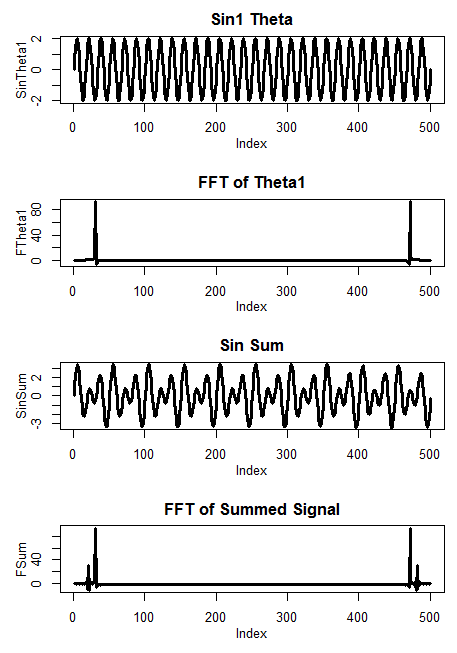 Sin1 Theta
SinTheta1
2
0
-2
0 100 200 300 400 500
Index
FFT of Theta1
FTheta1
80
40
0
0 100 200 300 400 500
Index
Sin Sum
SinSum
2
0
-3
0 100 200 300 400 500
Index
FFT of Summed Signal
FSum
40
0
0 100 200 300 400 500
Index